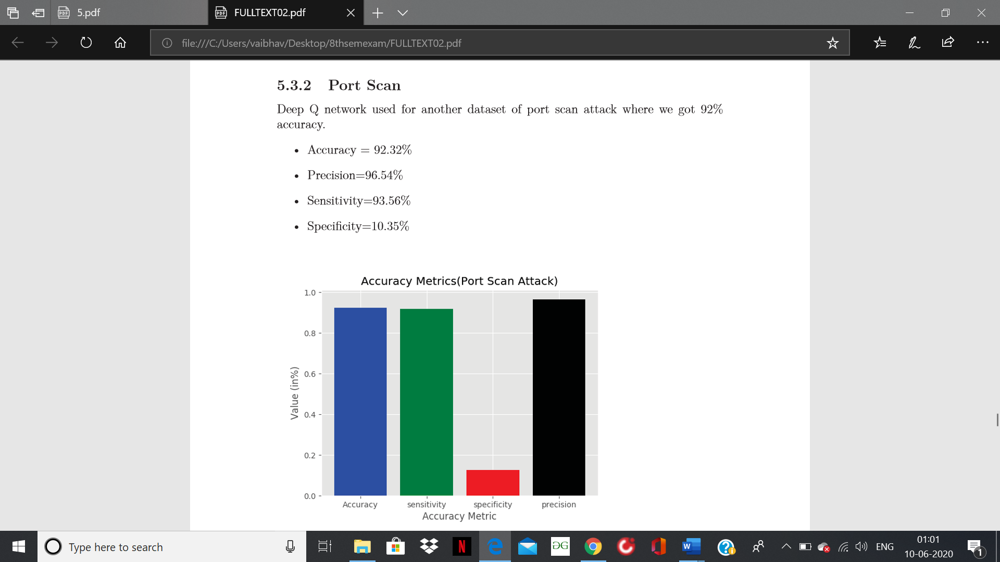 5.pdf
FULLTEXT02.pdf
file:///C:/Users/vaibhav/Desktop/8thsemexam/FULLTEXT02.pdf
5.3.2 Port Scan
Deep Q network used for another dataset of port scan attack where we got 92%
accuracy.
• Accuracy = 92.32%
• Precision=96.54%
• Sensitivity=93.56%
• Specificity=10.35%
Accuracy Metrics(Port Scan Attack)
1.0
0.8
0.6
0.4
0.2
0.0
Value (in%)
Accuracy sensitivity specificity precision
Accuracy Metric
Type here to search
ENG
01:01
10-06-2020
1